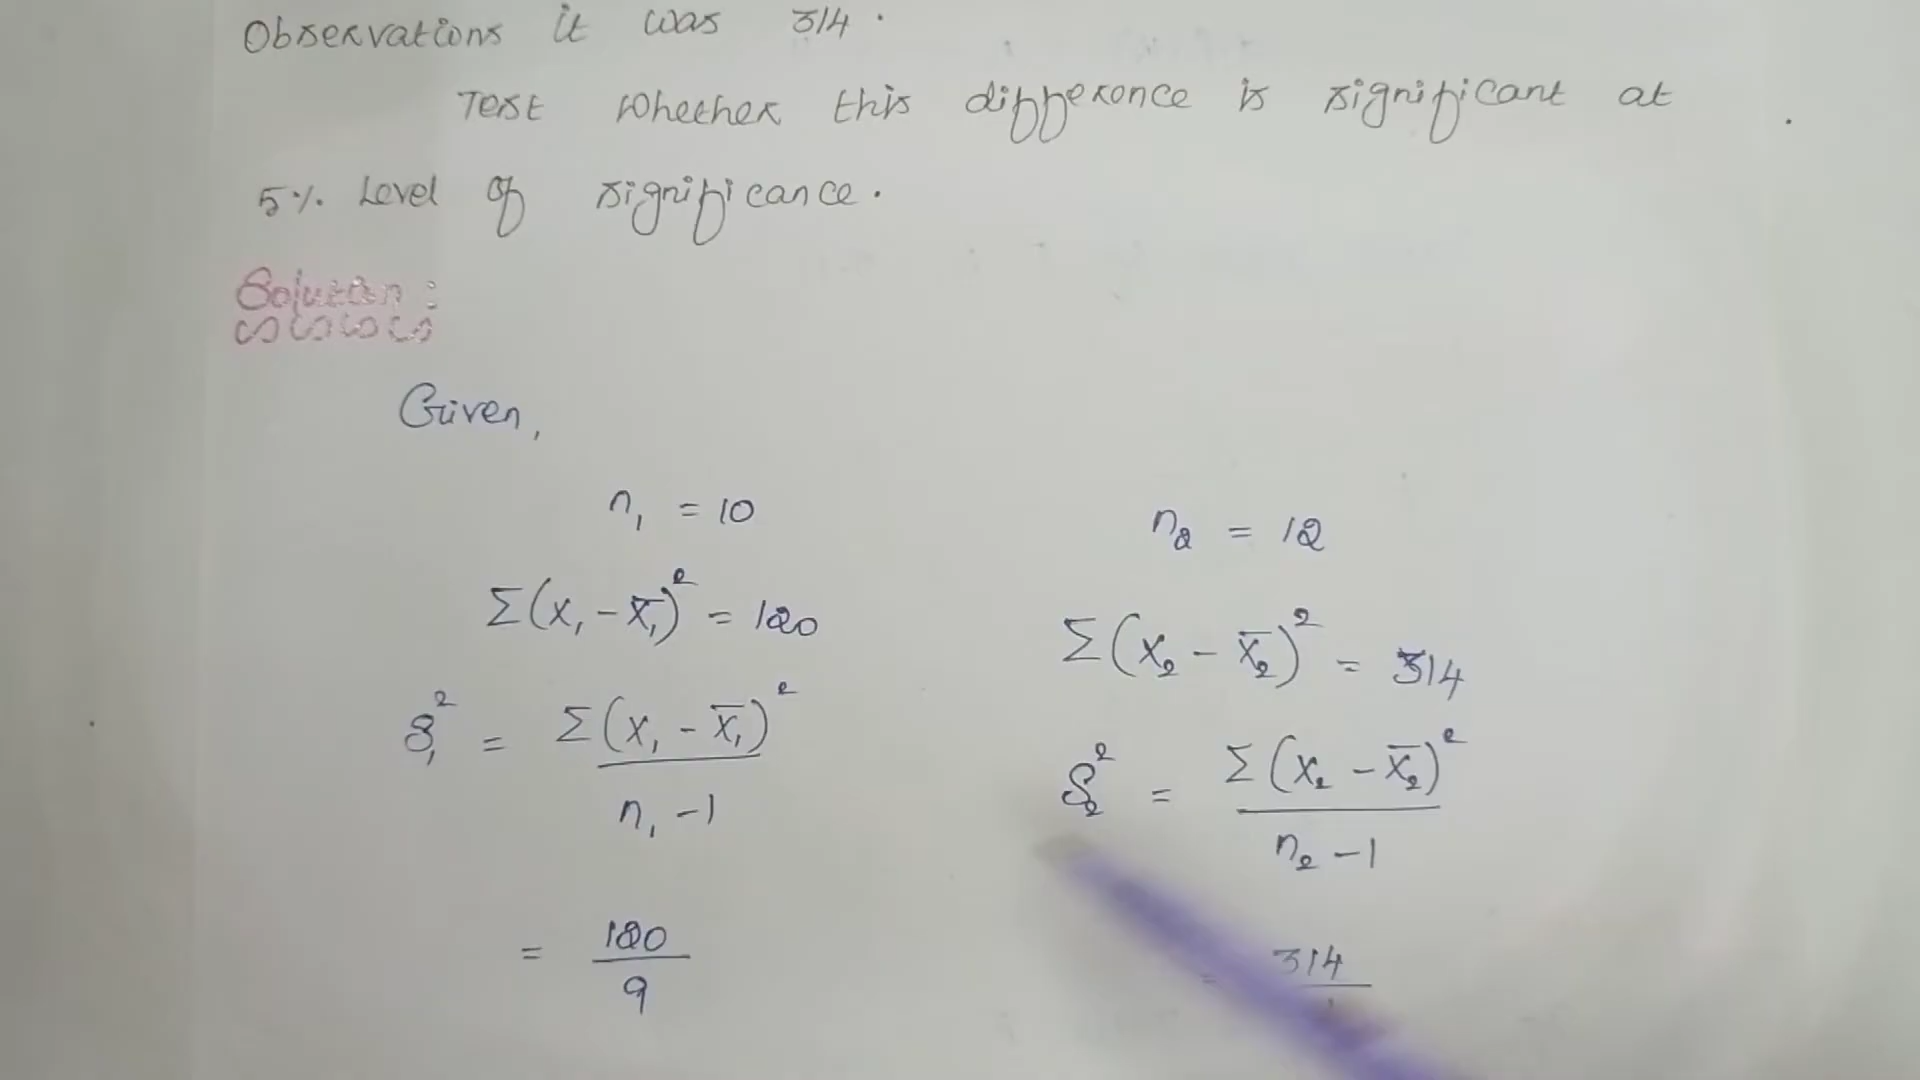 Observations it was 314.
Test whether this difference is significant at
5% Level of significance.
Solution :
Given,
n₁ = 10
n₂ = 12
Σ(x₁ - x̄₁)² = 120
Σ(x₂ - x̄₂)² = 314
S₁² = Σ(x₁ - x̄₁)² / n₁ - 1
S₂² = Σ(x₂ - x̄₂)² / n₂ - 1
= 120 / 9
= 314